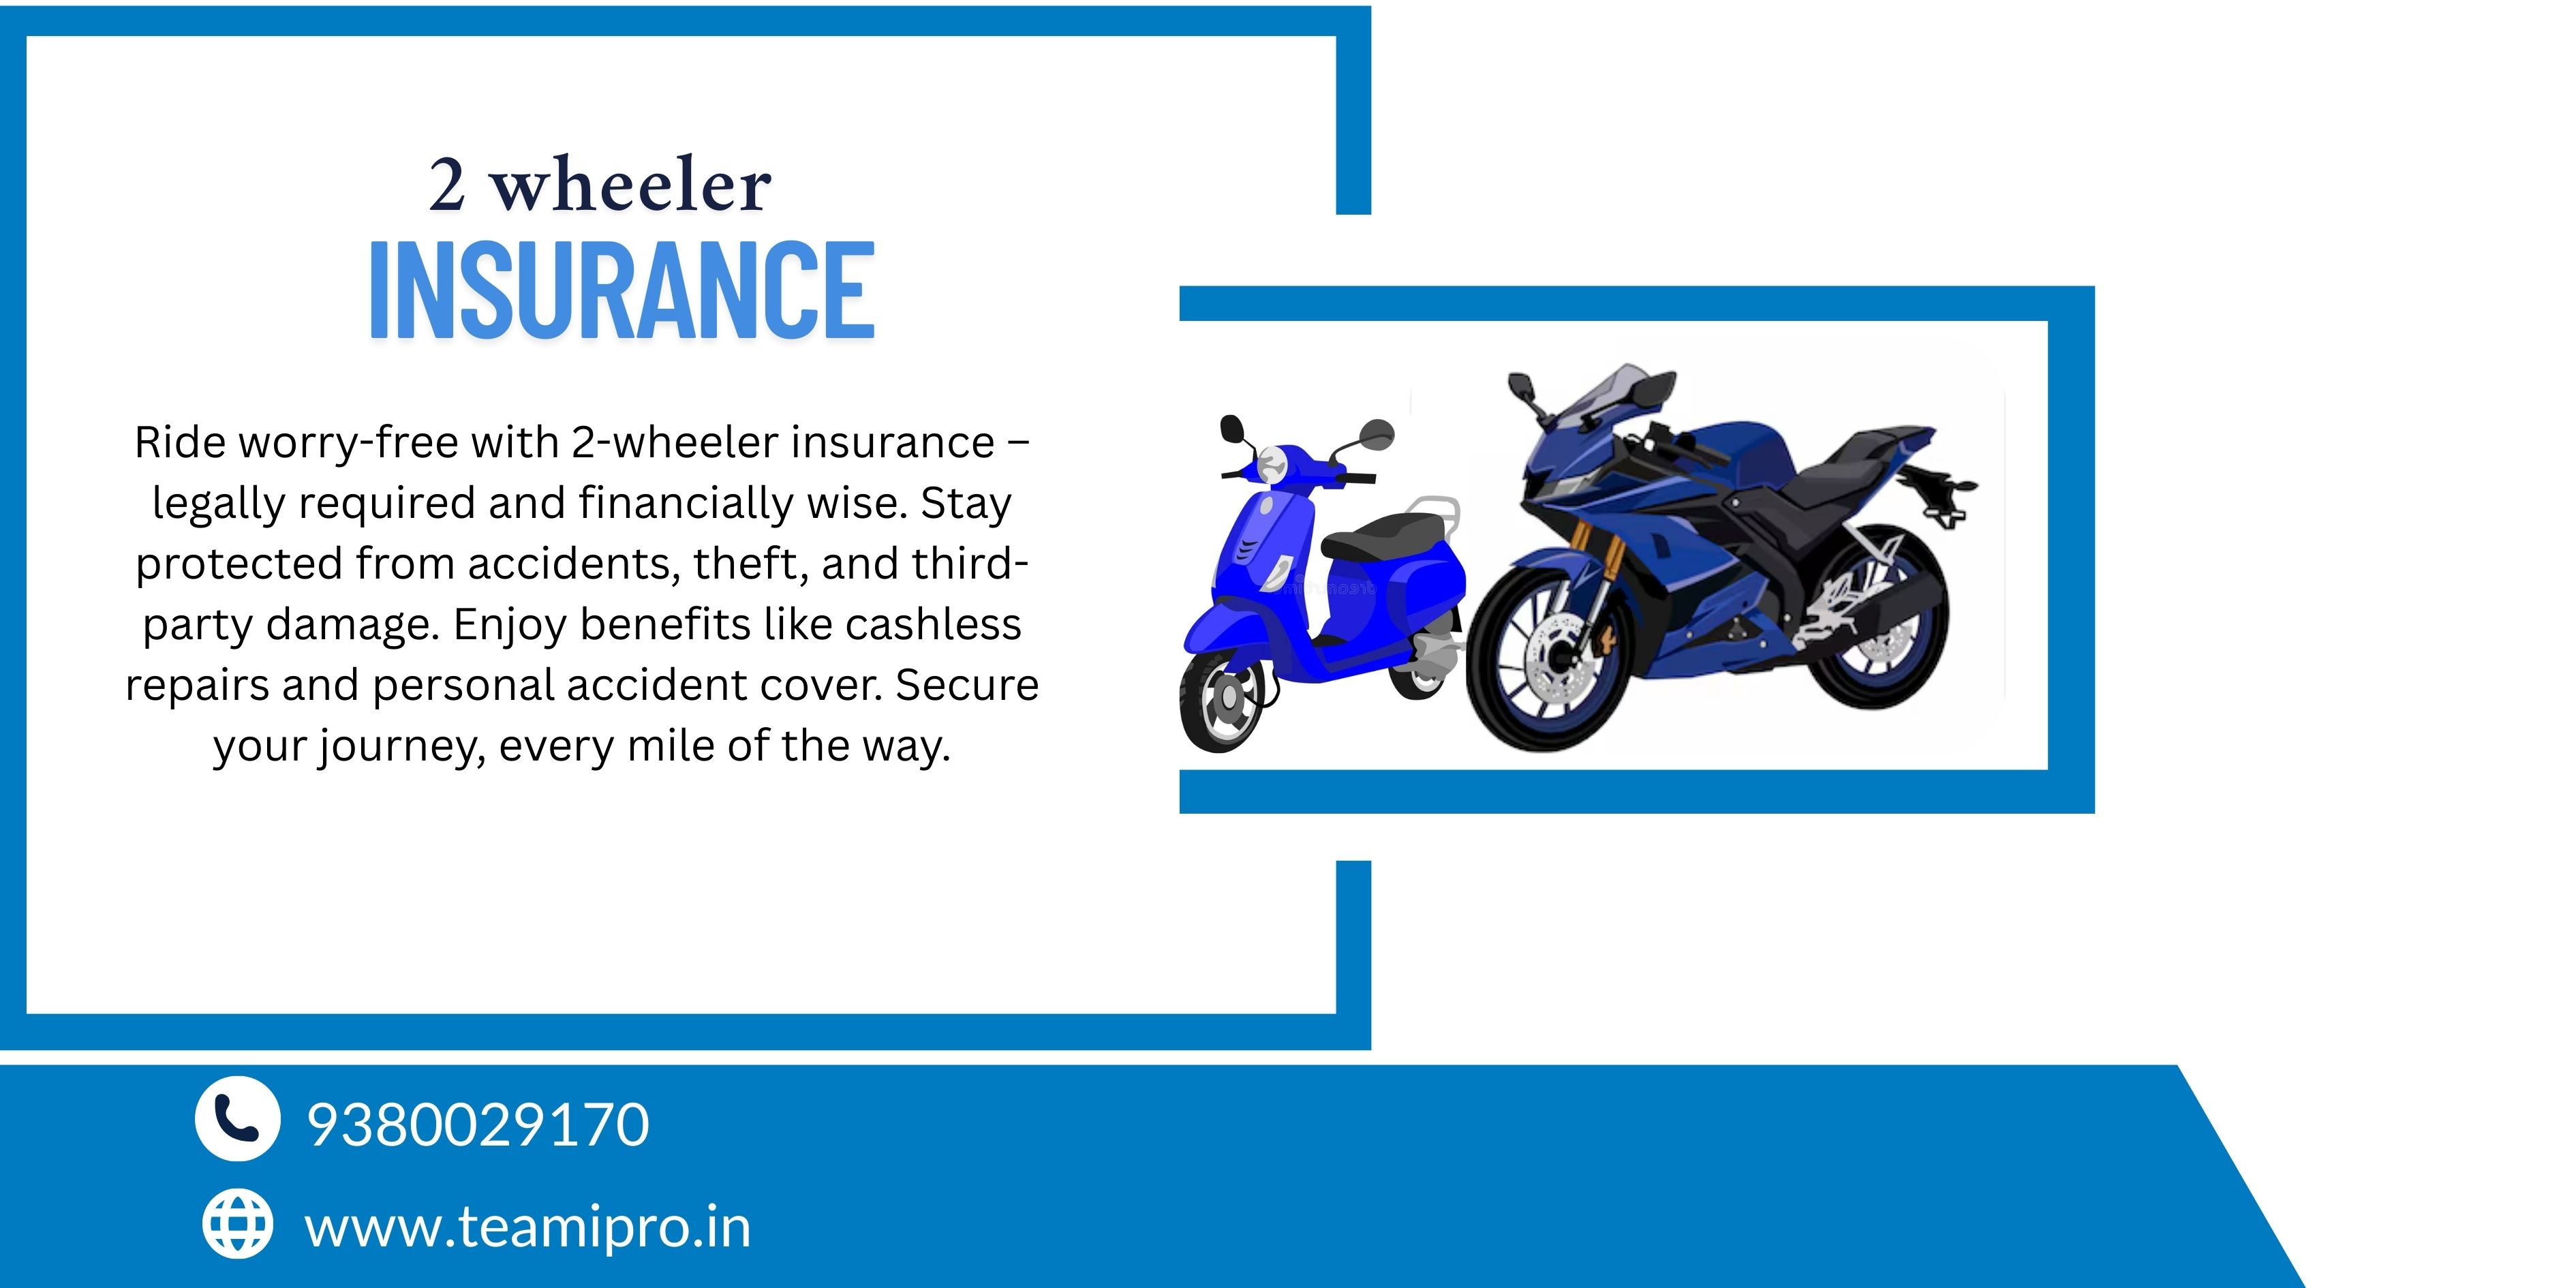 2 wheeler
INSURANCE
Ride worry-free with 2-wheeler insurance –
legally required and financially wise. Stay
protected from accidents, theft, and third-
party damage. Enjoy benefits like cashless
repairs and personal accident cover. Secure
your journey, every mile of the way.
9380029170
www.teamipro.in